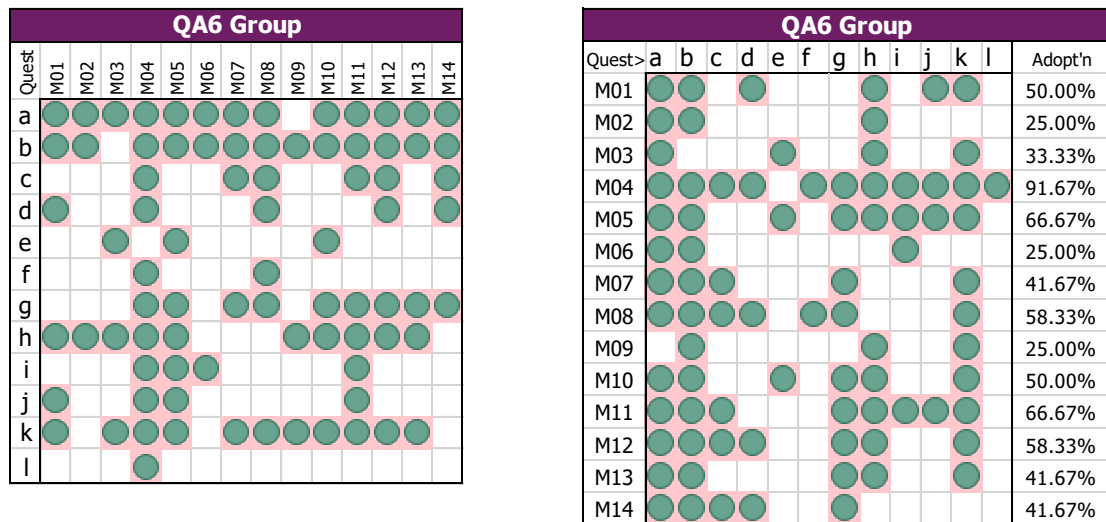 QA6 Group
Quest M01 M02 M03 M04 M05 M06 M07 M08 M09 M10 M11 M12 M13 M14
a
b
c
d
e
f
g
h
i
j
k
l
QA6 Group
Quest> a b c d e f g h i j k l Adopt'n
M01 50.00%
M02 25.00%
M03 33.33%
M04 91.67%
M05 66.67%
M06 25.00%
M07 41.67%
M08 58.33%
M09 25.00%
M10 50.00%
M11 66.67%
M12 58.33%
M13 41.67%
M14 41.67%